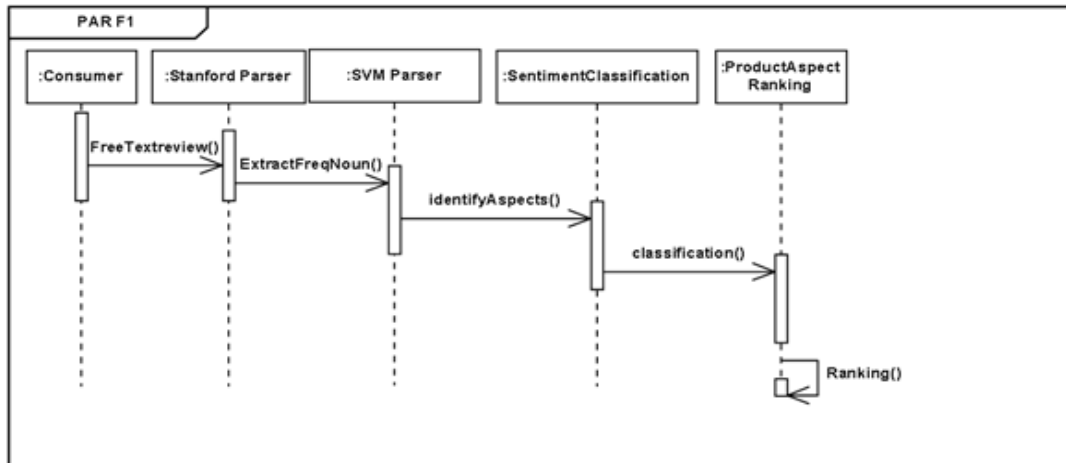 PAR F1
:Consumer
:Stanford Parser
:SVM Parser
:SentimentClassification
:ProductAspect
Ranking
FreeTextreview()
ExtractFreqNoun()
identifyAspects()
classification()
Ranking()